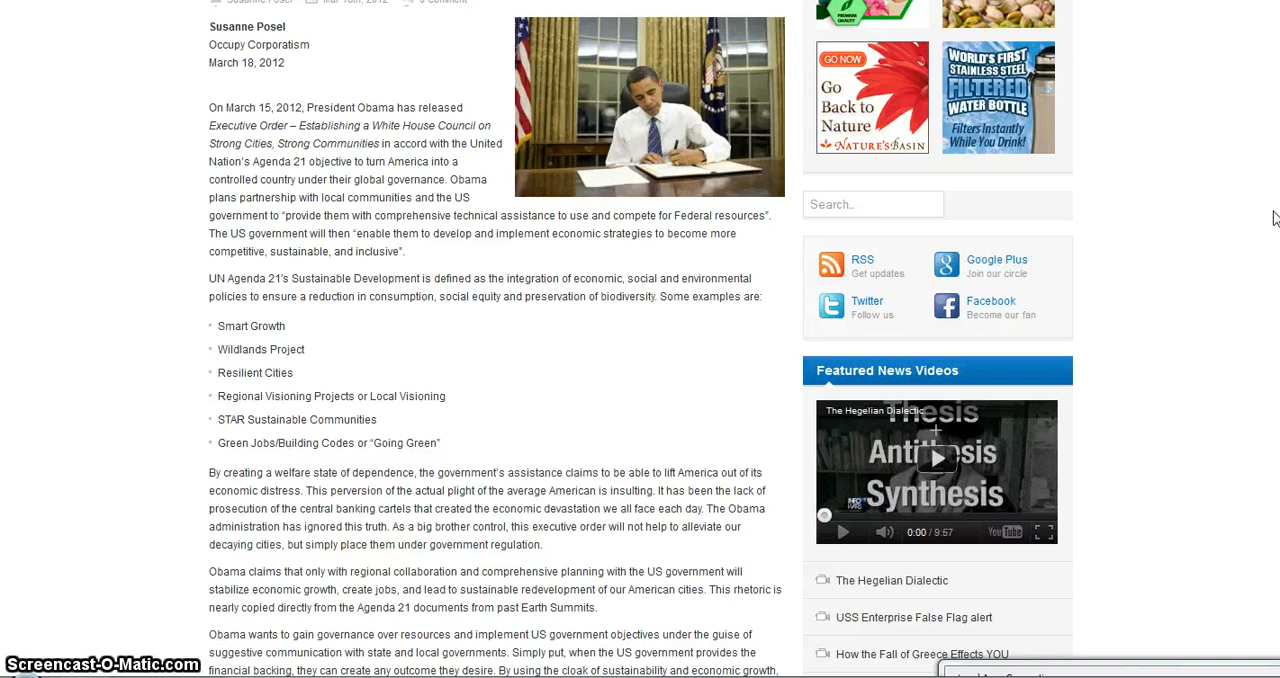 Susanne Posel
Mar 18th, 2012
0 Comment
Susanne Posel
Occupy Corporatism
March 18, 2012
On March 15, 2012, President Obama has released
Executive Order – Establishing a White House Council on
Strong Cities, Strong Communities in accord with the United
Nation's Agenda 21 objective to turn America into a
controlled country under their global governance. Obama
plans partnership with local communities and the US
government to “provide them with comprehensive technical assistance to use and compete for Federal resources”.
The US government will then “enable them to develop and implement economic strategies to become more
competitive, sustainable, and inclusive”.
UN Agenda 21's Sustainable Development is defined as the integration of economic, social and environmental
policies to ensure a reduction in consumption, social equity and preservation of biodiversity. Some examples are:
Smart Growth
Wildlands Project
Resilient Cities
Regional Visioning Projects or Local Visioning
STAR Sustainable Communities
Green Jobs/Building Codes or “Going Green”
By creating a welfare state of dependence, the government's assistance claims to be able to lift America out of its
economic distress. This perversion of the actual plight of the average American is insulting. It has been the lack of
prosecution of the central banking cartels that created the economic devastation we all face each day. The Obama
administration has ignored this truth. As a big brother control, this executive order will not help to alleviate our
decaying cities, but simply place them under government regulation.
Obama claims that only with regional collaboration and comprehensive planning with the US government will
stabilize economic growth, create jobs, and lead to sustainable redevelopment of our American cities. This rhetoric is
nearly copied directly from the Agenda 21 documents from past Earth Summits.
Obama wants to gain governance over resources and implement US government objectives under the guise of
suggestive communication with state and local governments. Simply put, when the US government provides the
financial backing, they can create any outcome they desire. By using the cloak of sustainability and economic growth,
PREMIUM
QUALITY
GO NOW
Go
Back to
Nature
NATURE'S BASIN
WORLD'S FIRST
STAINLESS STEEL
FILTERED
WATER BOTTLE
Filters Instantly
While You Drink!
Search..
RSS
Get updates
Google Plus
Join our circle
Twitter
Follow us
Facebook
Become our fan
Featured News Videos
The Hegelian Dialectic
Thesis
Antithesis
Synthesis
INFO
WARS
0:00 / 9:57
YouTube
The Hegelian Dialectic
USS Enterprise False Flag alert
How the Fall of Greece Effects YOU
Screencast-O-Matic.com